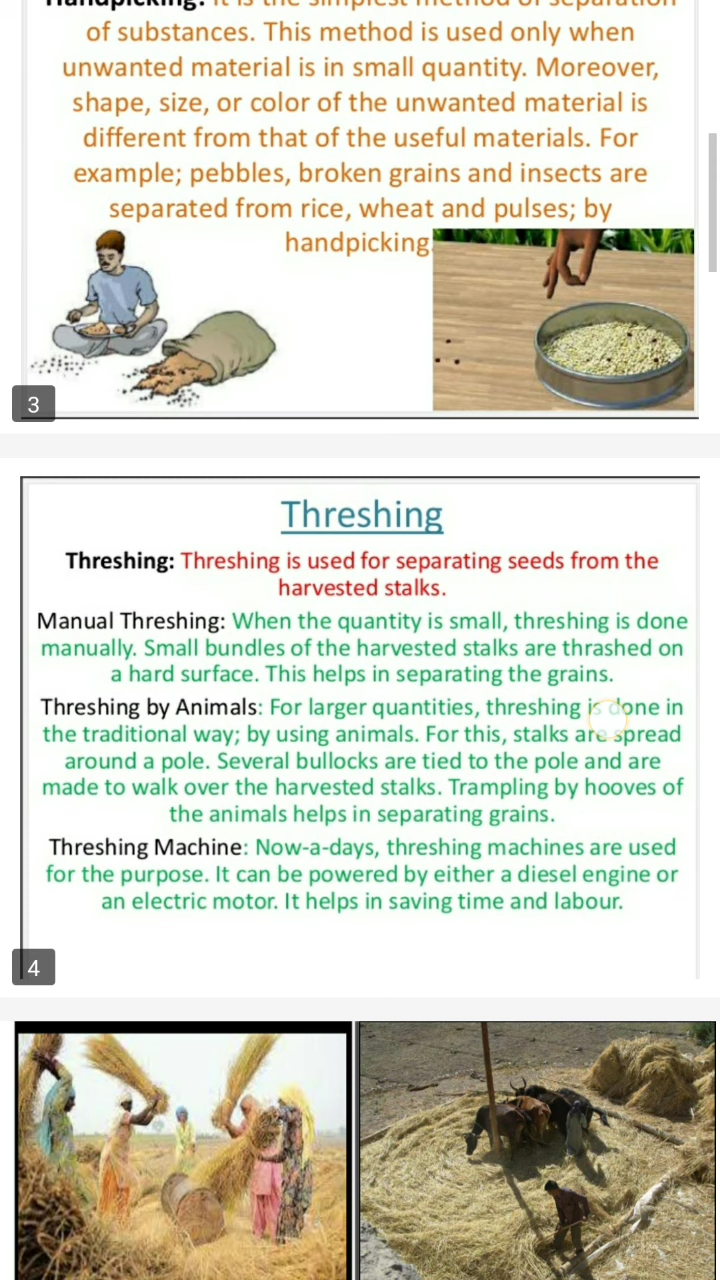 Handpicking: It is the simplest method of separation
of substances. This method is used only when
unwanted material is in small quantity. Moreover,
shape, size, or color of the unwanted material is
different from that of the useful materials. For
example; pebbles, broken grains and insects are
separated from rice, wheat and pulses; by
handpicking.
3
Threshing
Threshing: Threshing is used for separating seeds from the
harvested stalks.
Manual Threshing: When the quantity is small, threshing is done
manually. Small bundles of the harvested stalks are thrashed on
a hard surface. This helps in separating the grains.
Threshing by Animals: For larger quantities, threshing is done in
the traditional way; by using animals. For this, stalks are spread
around a pole. Several bullocks are tied to the pole and are
made to walk over the harvested stalks. Trampling by hooves of
the animals helps in separating grains.
Threshing Machine: Now-a-days, threshing machines are used
for the purpose. It can be powered by either a diesel engine or
an electric motor. It helps in saving time and labour.
4